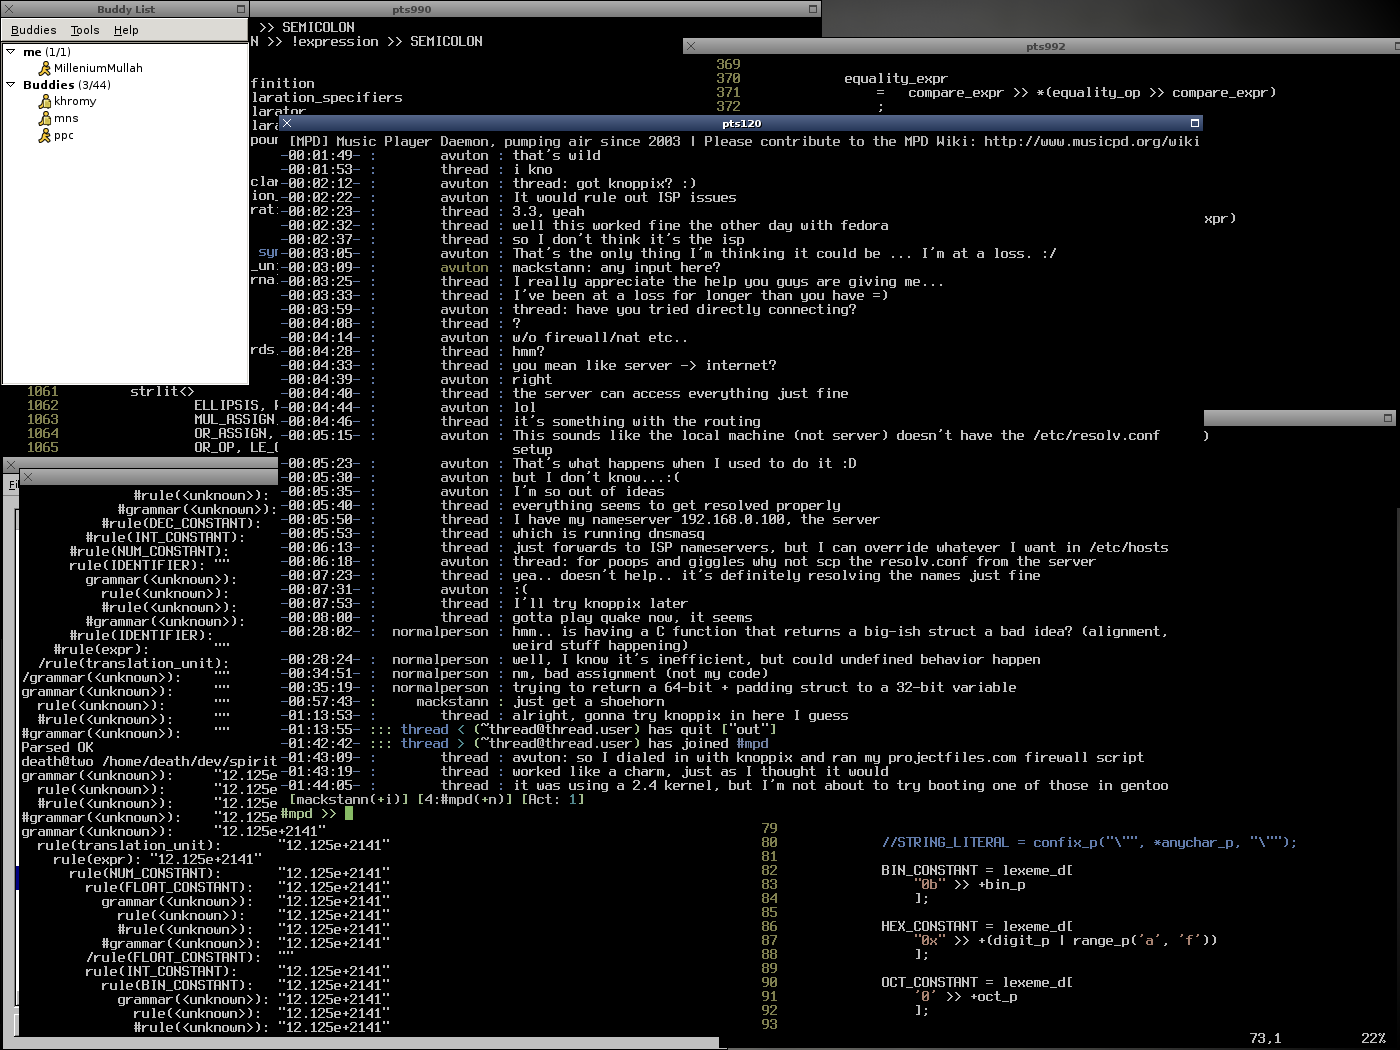 Buddy List
Buddies Tools Help
me (1/1)
MilleniumMullah
Buddies (3/44)
khromy
mns
ppc
pts990
>> SEMICOLON
>> !expression >> SEMICOLON
finition
laration_specifiers
larator
1061 strlit<>
1062 ELLIPSIS,
1063 MUL_ASSIGN
1064 OR_ASSIGN,
1065 OR_OP,
pts992
369
370 equality_expr
371 = compare_expr >> *(equality_op >> compare_expr)
372 ;
xpr)
)
pts120
[MPD] Music Player Daemon, pumping air since 2003 | Please contribute to the MPD Wiki: http://www.musicpd.org/wiki
-00:01:49- : avuton : that's wild
-00:01:53- : thread : i kno
-00:02:12- : avuton : thread: got knoppix? :)
-00:02:22- : avuton : It would rule out ISP issues
-00:02:23- : thread : 3.3, yeah
-00:02:32- : thread : well this worked fine the other day with fedora
-00:02:37- : thread : so I don't think it's the isp
-00:03:05- : avuton : That's the only thing I'm thinking it could be ... I'm at a loss. :/
-00:03:09- : avuton : mackstann: any input here?
-00:03:25- : thread : I really appreciate the help you guys are giving me...
-00:03:33- : thread : I've been at a loss for longer than you have =)
-00:03:59- : avuton : thread: have you tried directly connecting?
-00:04:08- : thread : ?
-00:04:14- : avuton : w/o firewall/nat etc..
-00:04:28- : thread : hmm?
-00:04:33- : thread : you mean like server -> internet?
-00:04:39- : avuton : right
-00:04:40- : thread : the server can access everything just fine
-00:04:44- : avuton : lol
-00:04:46- : thread : it's something with the routing
-00:05:15- : avuton : This sounds like the local machine (not server) doesn't have the /etc/resolv.conf
setup
-00:05:23- : avuton : That's what happens when I used to do it :D
-00:05:30- : avuton : but I don't know...:(
-00:05:35- : avuton : I'm so out of ideas
-00:05:40- : thread : everything seems to get resolved properly
-00:05:50- : thread : I have my nameserver 192.168.0.100, the server
-00:05:53- : thread : which is running dnsmasq
-00:06:13- : thread : just forwards to ISP nameservers, but I can override whatever I want in /etc/hosts
-00:06:18- : avuton : thread: for poops and giggles why not scp the resolv.conf from the server
-00:07:23- : thread : yea.. doesn't help.. it's definitely resolving the names just fine
-00:07:31- : avuton : :(
-00:07:53- : thread : I'll try knoppix later
-00:08:00- : thread : gotta play quake now, it seems
-00:28:02- : normalperson : hmm.. is having a C function that returns a big-ish struct a bad idea? (alignment,
weird stuff happening)
-00:28:24- : normalperson : well, I know it's inefficient, but could undefined behavior happen
-00:34:51- : normalperson : nm, bad assignment (not my code)
-00:35:19- : normalperson : trying to return a 64-bit + padding struct to a 32-bit variable
-00:57:43- : mackstann : just get a shoehorn
-01:13:53- : thread : alright, gonna try knoppix in here I guess
-01:13:55- ::: thread < (~thread@thread.user) has quit ["out"]
-01:42:42- ::: thread > (~thread@thread.user) has joined #mpd
-01:43:09- : thread : avuton: so I dialed in with knoppix and ran my projectfiles.com firewall script
-01:43:19- : thread : worked like a charm, just as I thought it would
-01:44:05- : thread : it was using a 2.4 kernel, but I'm not about to try booting one of those in gentoo
[mackstann(+i)] [4:#mpd(+n)] [Act: 1]
#mpd >>
#rule(<unknown>):
#grammar(<unknown>):
#rule(DEC_CONSTANT):
#rule(INT_CONSTANT):
#rule(NUM_CONSTANT):
rule(IDENTIFIER): ""
grammar(<unknown>):
rule(<unknown>):
#rule(<unknown>):
#grammar(<unknown>):
#rule(IDENTIFIER):
#rule(expr): ""
/rule(translation_unit): ""
/grammar(<unknown>): ""
grammar(<unknown>): ""
rule(<unknown>): ""
#rule(<unknown>): ""
#grammar(<unknown>): ""
Parsed OK
death@two /home/death/dev/spirit
grammar(<unknown>): "12.125e
rule(<unknown>): "12.125e
#rule(<unknown>): "12.125e
#grammar(<unknown>): "12.125e
grammar(<unknown>): "12.125e+2141"
rule(translation_unit): "12.125e+2141"
rule(expr): "12.125e+2141"
rule(NUM_CONSTANT): "12.125e+2141"
rule(FLOAT_CONSTANT): "12.125e+2141"
grammar(<unknown>): "12.125e+2141"
rule(<unknown>): "12.125e+2141"
#rule(<unknown>): "12.125e+2141"
#grammar(<unknown>): "12.125e+2141"
/rule(FLOAT_CONSTANT): ""
rule(INT_CONSTANT): "12.125e+2141"
rule(BIN_CONSTANT): "12.125e+2141"
grammar(<unknown>): "12.125e+2141"
rule(<unknown>): "12.125e+2141"
#rule(<unknown>): "12.125e+2141"
79
80 //STRING_LITERAL = confix_p("\"", *anychar_p, "\"");
81
82 BIN_CONSTANT = lexeme_d[
83 "0b" >> +bin_p
84 ];
85
86 HEX_CONSTANT = lexeme_d[
87 "0x" >> +(digit_p | range_p('a', 'f'))
88 ];
89
90 OCT_CONSTANT = lexeme_d[
91 '0' >> +oct_p
92 ];
93
73,1 22%